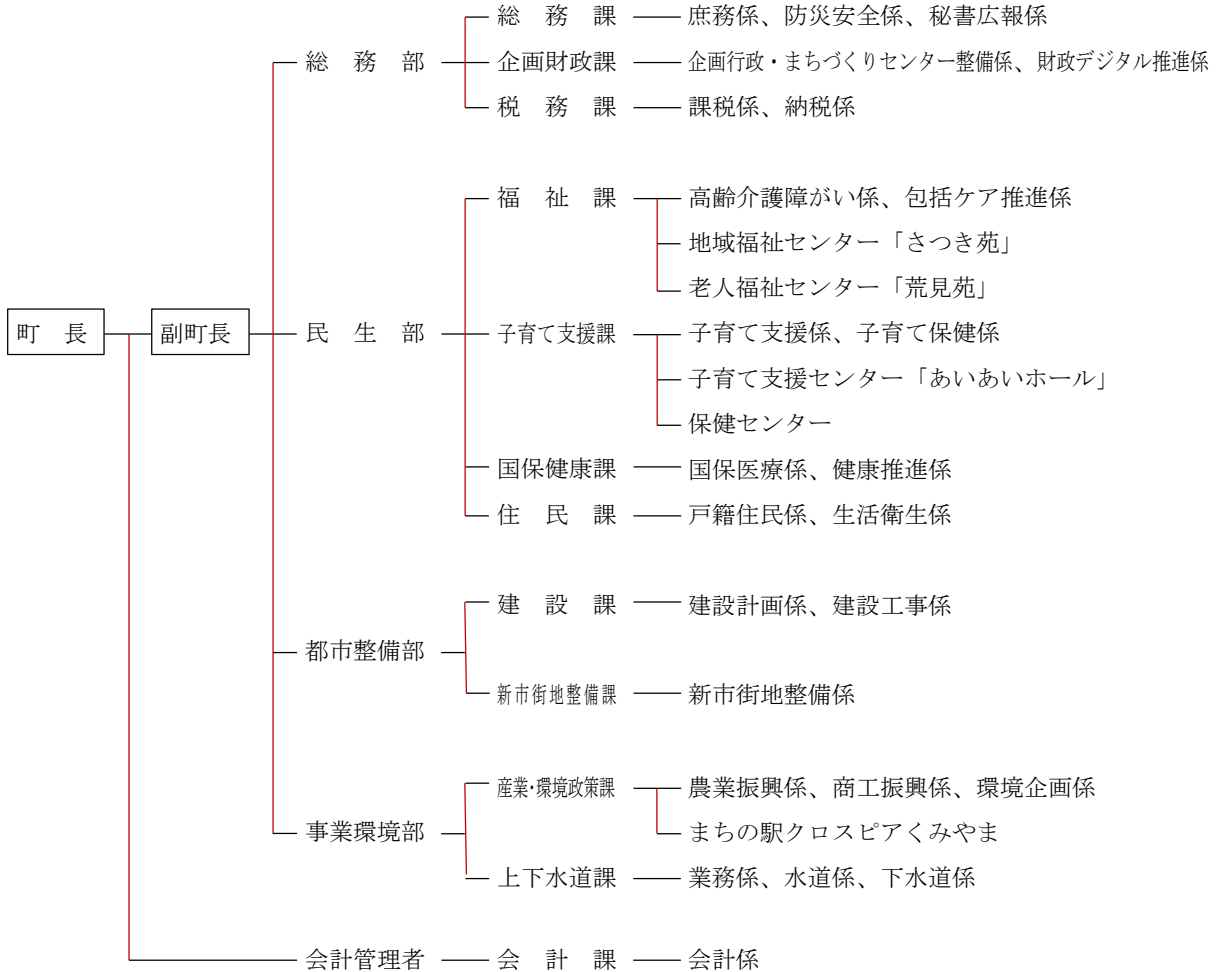 総務課 庶務係、防災安全係、秘書広報係
総務部 企画財政課 企画行政・まちづくりセンター整備係、財政デジタル推進係
税務課 課税係、納税係
福祉課 高齢介護障がい係、包括ケア推進係
地域福祉センター「さつき苑」
老人福祉センター「荒見苑」
町長 副町長 民生部 子育て支援課 子育て支援係、子育て保健係
子育て支援センター「あいあいホール」
保健センター
国保健康課 国保医療係、健康推進係
住民課 戸籍住民係、生活衛生係
建設課 建設計画係、建設工事係
都市整備部
新市街地整備課 新市街地整備係
産業・環境政策課 農業振興係、商工振興係、環境企画係
事業環境部 まちの駅クロスピアくみやま
上下水道課 業務係、水道係、下水道係
会計管理者 会計課 会計係